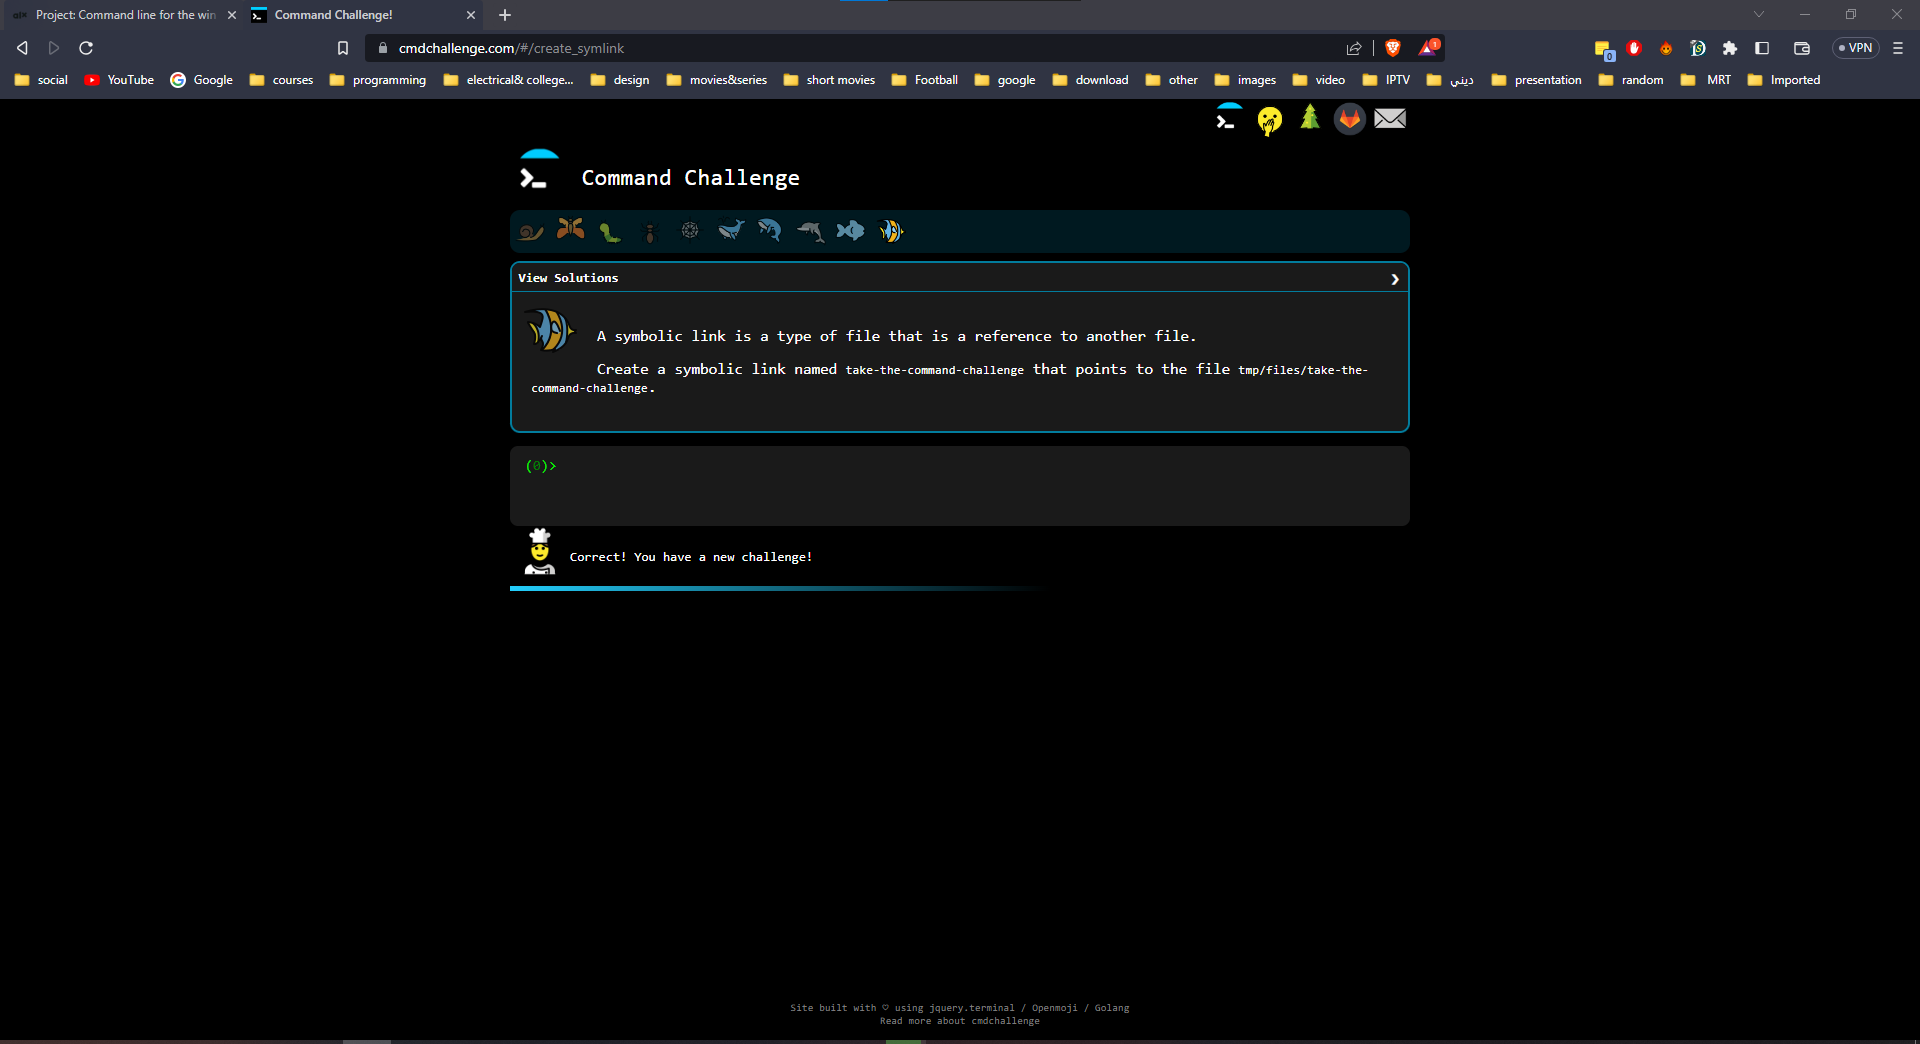 Project: Command line for the win
Command Challenge!
cmdchallenge.com/#/create_symlink
1
0
VPN
social YouTube Google courses programming electrical& college... design movies&series short movies Football google download other images video IPTV ديني presentation random MRT Imported
Command Challenge
View Solutions
A symbolic link is a type of file that is a reference to another file.
Create a symbolic link named take-the-command-challenge that points to the file tmp/files/take-the-
command-challenge.
(0)>
Correct! You have a new challenge!
Site built with ♡ using jquery.terminal / Openmoji / Golang
Read more about cmdchallenge